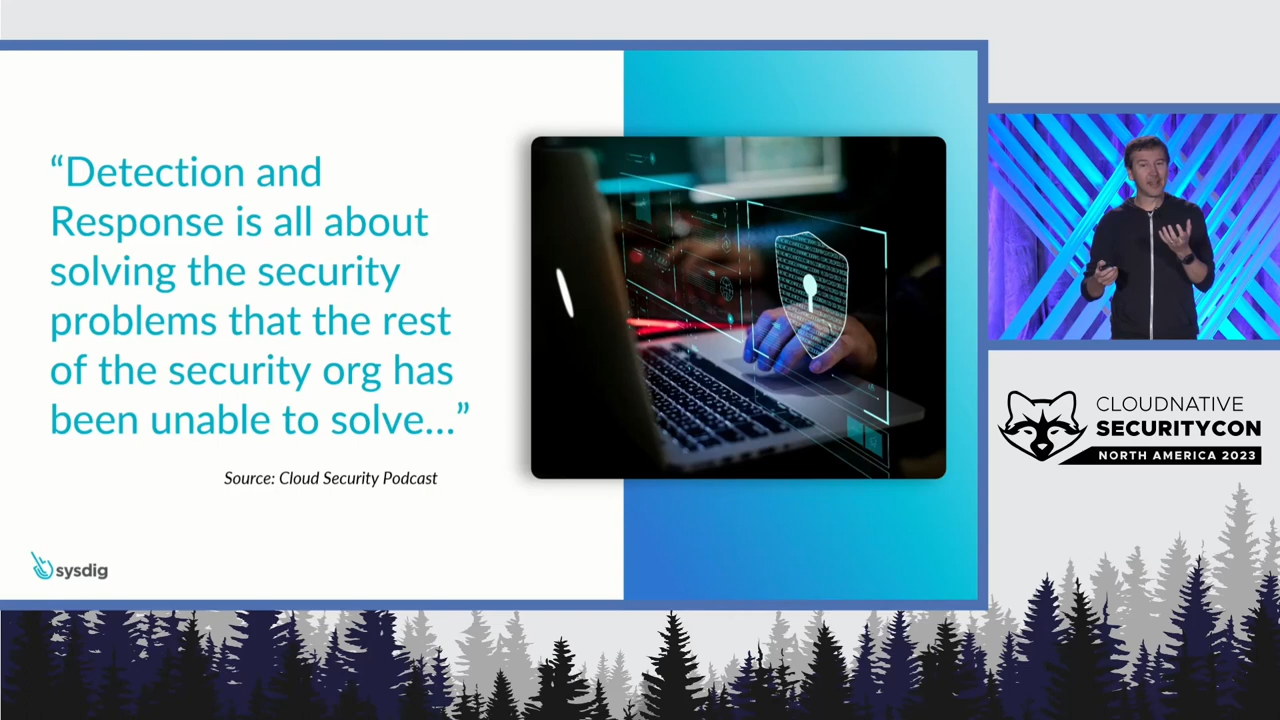 “Detection and
Response is all about
solving the security
problems that the rest
of the security org has
been unable to solve...”
Source: Cloud Security Podcast
sysdig
CLOUDNATIVE
SECURITYCON
NORTH AMERICA 2023